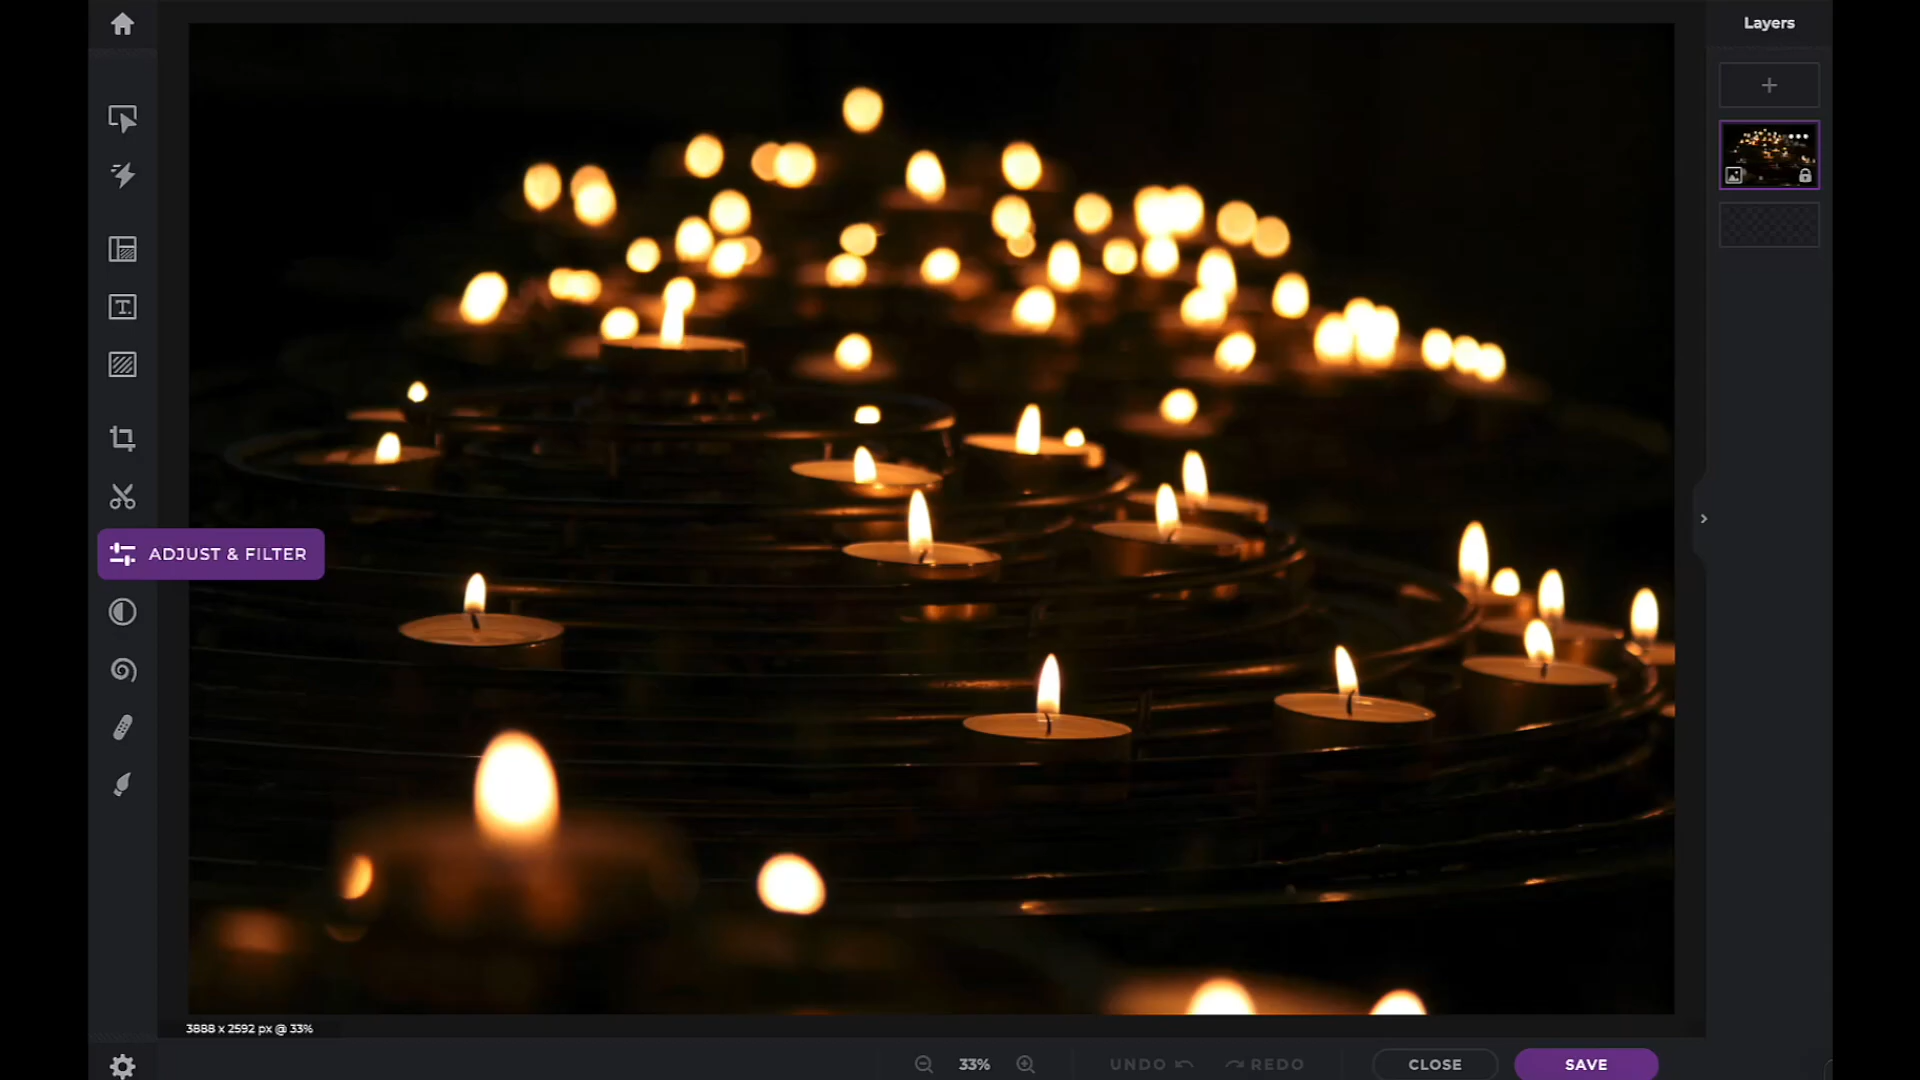 Layers
ADJUST & FILTER
3888 x 2592 px @ 33%
33%
UNDO
REDO
CLOSE
SAVE